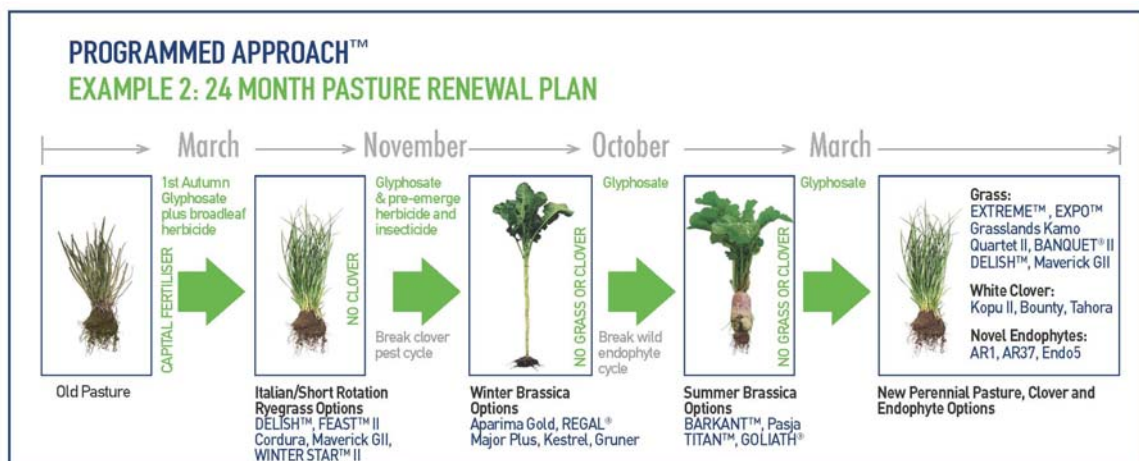 PROGRAMMED APPROACH™
EXAMPLE 2: 24 MONTH PASTURE RENEWAL PLAN
March
November
October
March
1st Autumn
Glyphosate
plus broadleaf
herbicide
CAPITAL FERTILISER
NO CLOVER
Glyphosate
& pre-emerge
herbicide and
insecticide
Break clover
pest cycle
NO GRASS OR CLOVER
Glyphosate
Break wild
endophyte
cycle
NO GRASS OR CLOVER
Glyphosate
Grass:
EXTREME™ , EXPO™
Grasslands Kamo
Quartet II, BANQUET® II
DELISH™, Maverick GII
White Clover:
Kopu II, Bounty, Tahora
Novel Endophytes:
AR1, AR37, Endo5
Old Pasture
Italian/Short Rotation
Ryegrass Options
DELISH™, FEAST™ II
Cordura, Maverick GII,
WINTER STAR™ II
Winter Brassica
Options
Aparima Gold, REGAL®
Major Plus, Kestrel, Gruner
Summer Brassica
Options
BARKANT™, Pasja
TITAN™, GOLIATH®
New Perennial Pasture, Clover and
Endophyte Options